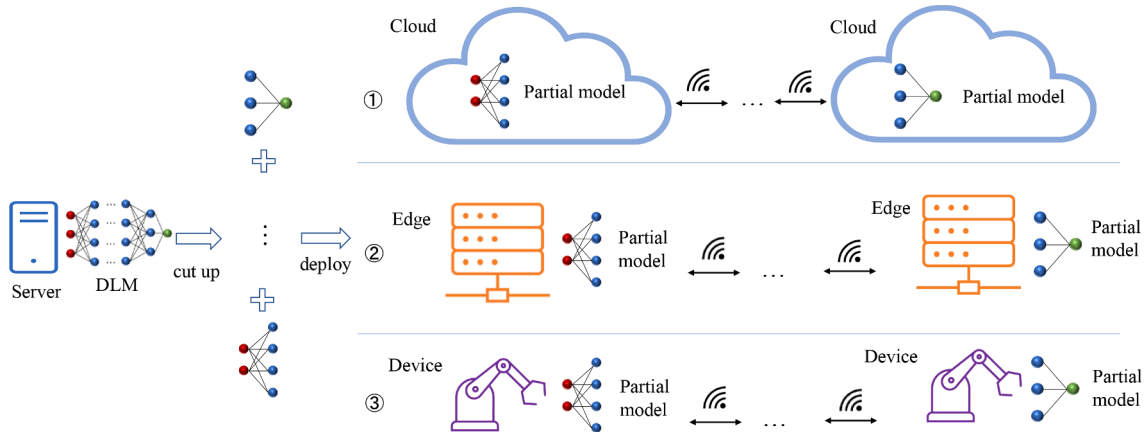 Cloud
Partial model
...
Cloud
Partial model
①
Server
DLM
cut up
deploy
②
Edge
Partial
model
...
Edge
Partial
model
③
Device
Partial
model
...
Device
Partial
model